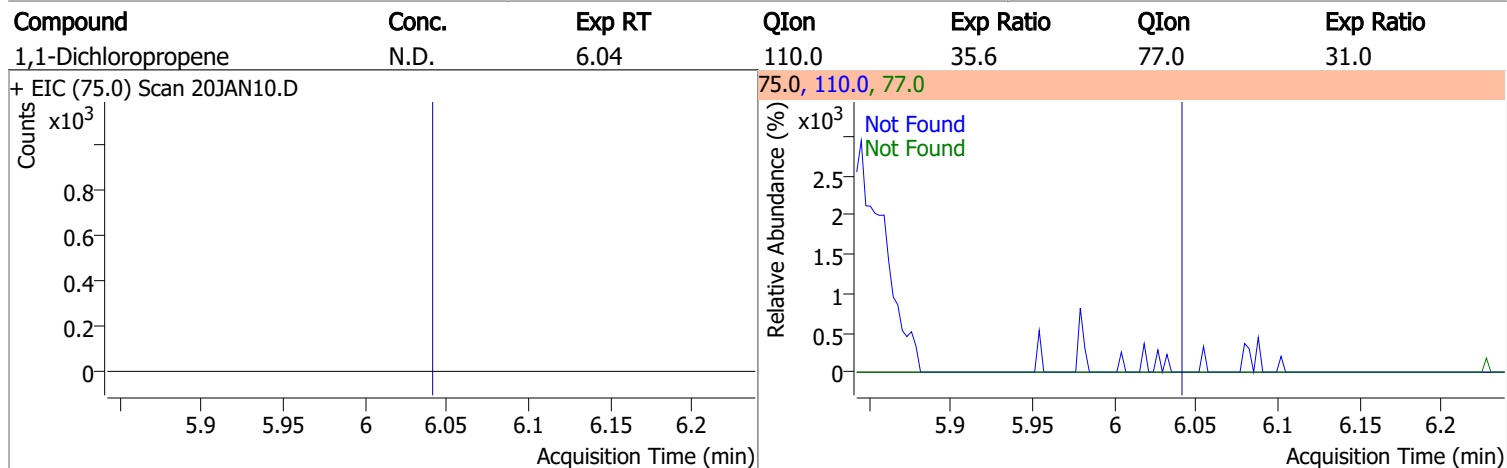 Compound Conc. Exp RT QIon Exp Ratio QIon Exp Ratio
1,1-Dichloropropene N.D. 6.04 110.0 35.6 77.0 31.0
+ EIC (75.0) Scan 20JAN10.D
Counts
x10³
0.8
0.6
0.4
0.2
0
5.9 5.95 6 6.05 6.1 6.15 6.2
Acquisition Time (min)
75.0, 110.0, 77.0
Relative Abundance (%)
x10³
Not Found
Not Found
2.5
2
1.5
1
0.5
0
5.9 5.95 6 6.05 6.1 6.15 6.2
Acquisition Time (min)